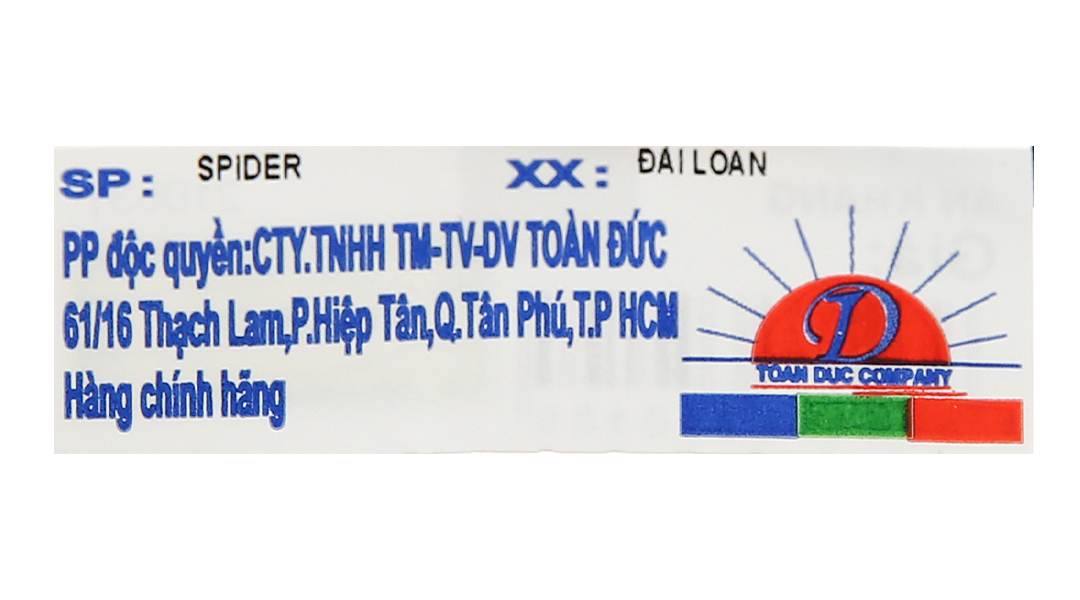 SP: SPIDER XX: ĐÀI LOAN
PP độc quyền:CTY.TNHH TM-TV-DV TOÀN ĐỨC
61/16 Thạch Lam,P.Hiệp Tân,Q.Tân Phú,T.P HCM
Hàng chính hãng
TD
TOAN DUC COMPANY